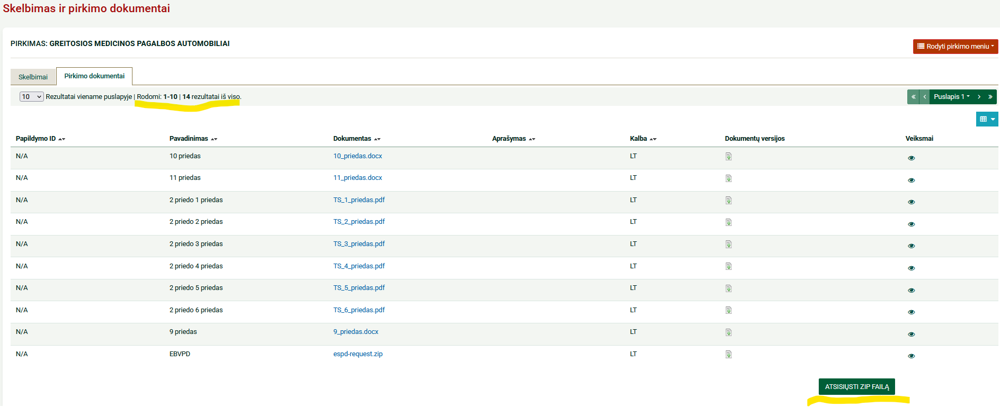 Skelbimas ir pirkimo dokumentai
PIRKIMAS: GREITOSIOS MEDICINOS PAGALBOS AUTOMOBILIAI
Rodyti pirkimo meniu
Skelbimai
Pirkimo dokumentai
10 Rezultatai viename puslapyje | Rodomi: 1-10 | 14 rezultatai iš viso.
« ‹ Puslapis 1 › »
Papildymo ID Pavadinimas Dokumentas Aprašymas Kalba Dokumentų versijos Veiksmai
N/A 10 priedas 10_priedas.docx LT
N/A 11 priedas 11_priedas.docx LT
N/A 2 priedo 1 priedas TS_1_priedas.pdf LT
N/A 2 priedo 2 priedas TS_2_priedas.pdf LT
N/A 2 priedo 3 priedas TS_3_priedas.pdf LT
N/A 2 priedo 4 priedas TS_4_priedas.pdf LT
N/A 2 priedo 5 priedas TS_5_priedas.pdf LT
N/A 2 priedo 6 priedas TS_6_priedas.pdf LT
N/A 9 priedas 9_priedas.docx LT
N/A EBVPD espd-request.zip LT
ATSISIŲSTI ZIP FAILĄ